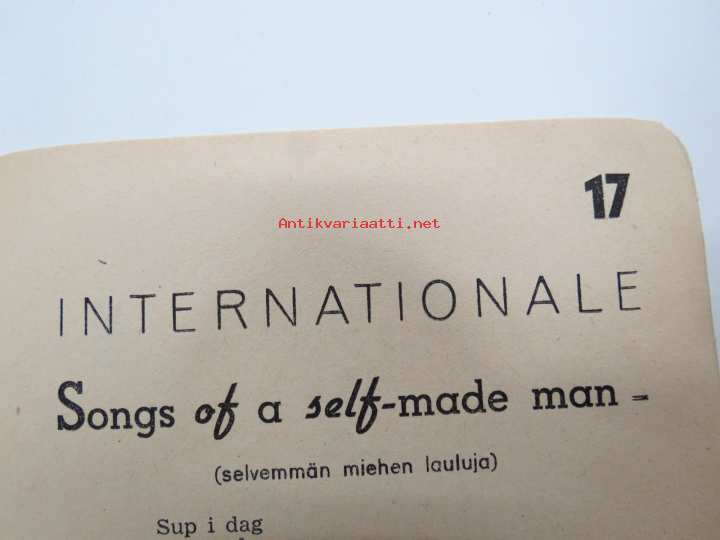 17
Antikvariaatti.net
INTERNATIONALE
Songs of a self-made man -
(selvemmän miehen lauluja)
Sup i dag